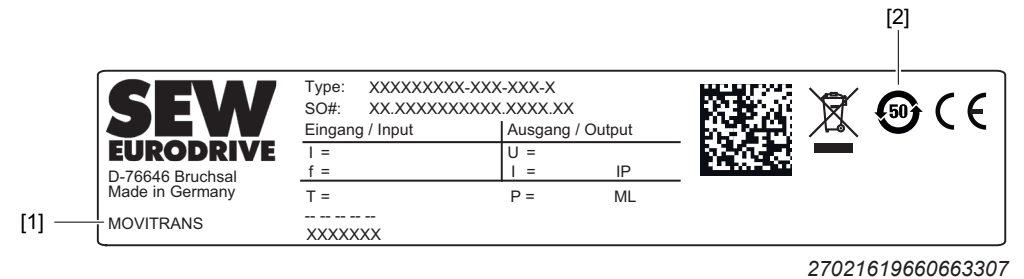 [2]
SEW
EURODRIVE
D-76646 Bruchsal
Made in Germany
[1]
MOVITRANS
Type: XXXXXXXXX-XXX-XXX-X
SO#: XX.XXXXXXXXXX.XXXX.XX
Eingang / Input Ausgang / Output
I = U =
f = I = IP
T = P = ML
-- -- -- -- --
XXXXXXX
50
CE
27021619660663307